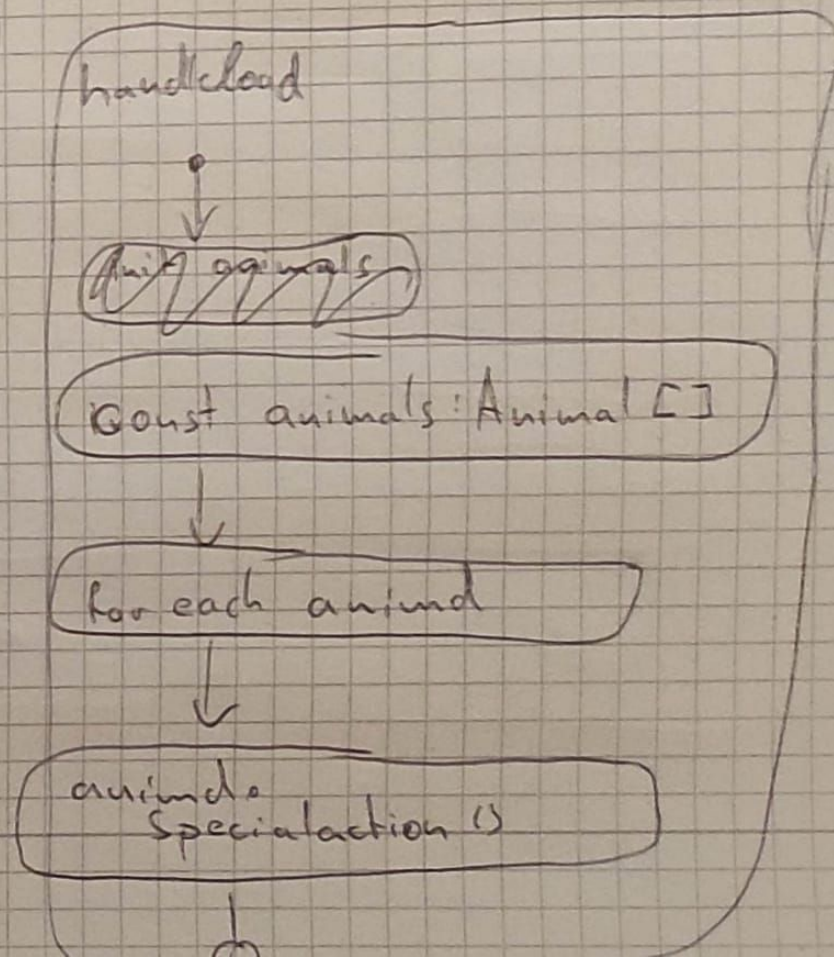 handleload
const animals: Animal []
for each animal
animal.
Specialaction ()